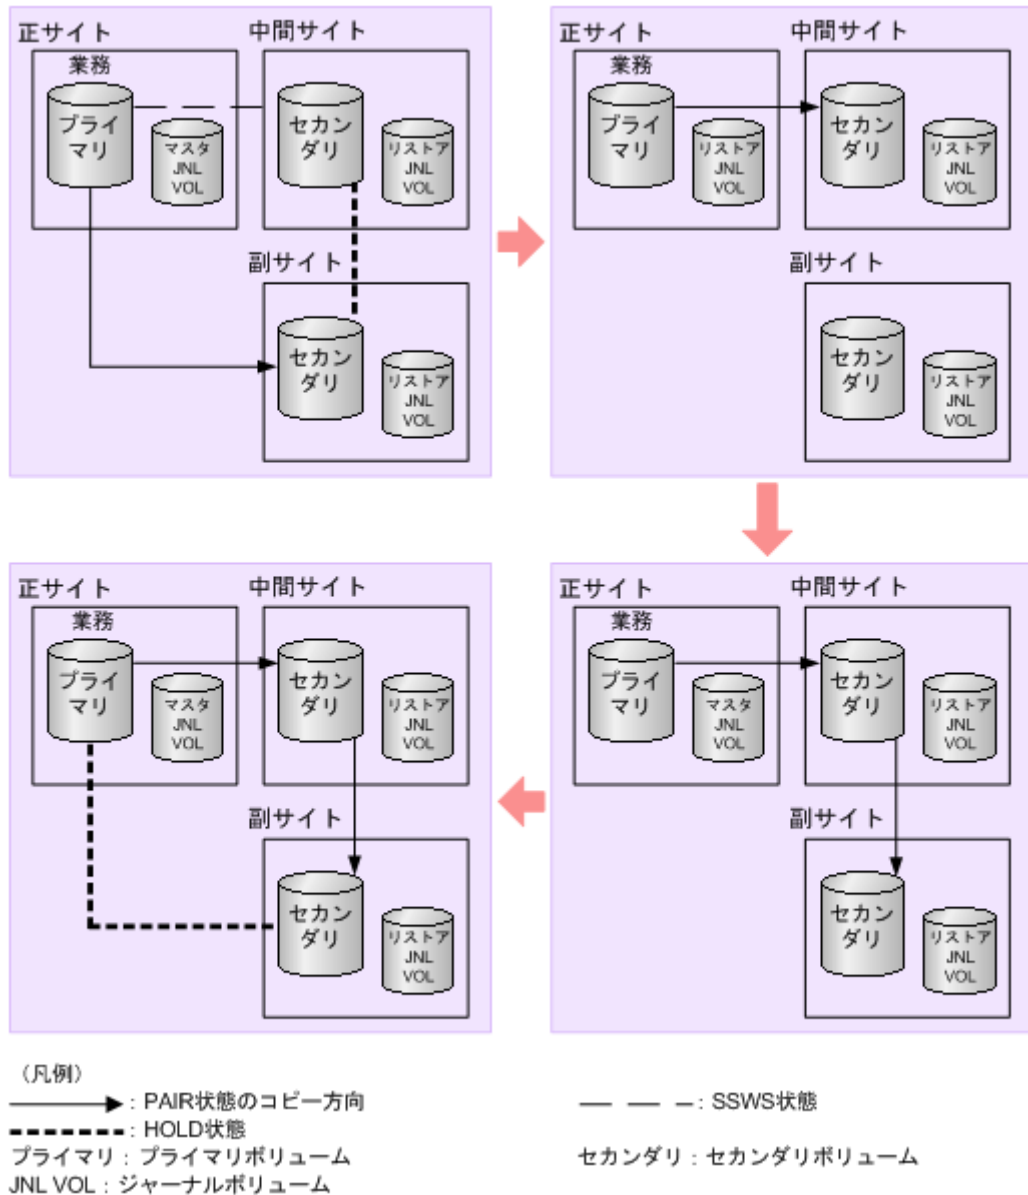 正サイト
中間サイト
業務
プライ
マリ
マスタ
JNL
VOL
セカン
ダリ
リストア
JNL
VOL
副サイト
セカン
ダリ
リストア
JNL
VOL
正サイト
中間サイト
業務
プライ
マリ
リストア
JNL
VOL
セカン
ダリ
リストア
JNL
VOL
副サイト
セカン
ダリ
リストア
JNL
VOL
正サイト
中間サイト
業務
プライ
マリ
マスタ
JNL
VOL
セカン
ダリ
リストア
JNL
VOL
副サイト
セカン
ダリ
リストア
JNL
VOL
正サイト
中間サイト
業務
プライ
マリ
マスタ
JNL
VOL
セカン
ダリ
リストア
JNL
VOL
副サイト
セカン
ダリ
リストア
JNL
VOL
（凡例）
：PAIR状態のコピー方向
：SSWS状態
：HOLD状態
プライマリ：プライマリボリューム
セカンダリ：セカンダリボリューム
JNL VOL：ジャーナルボリューム